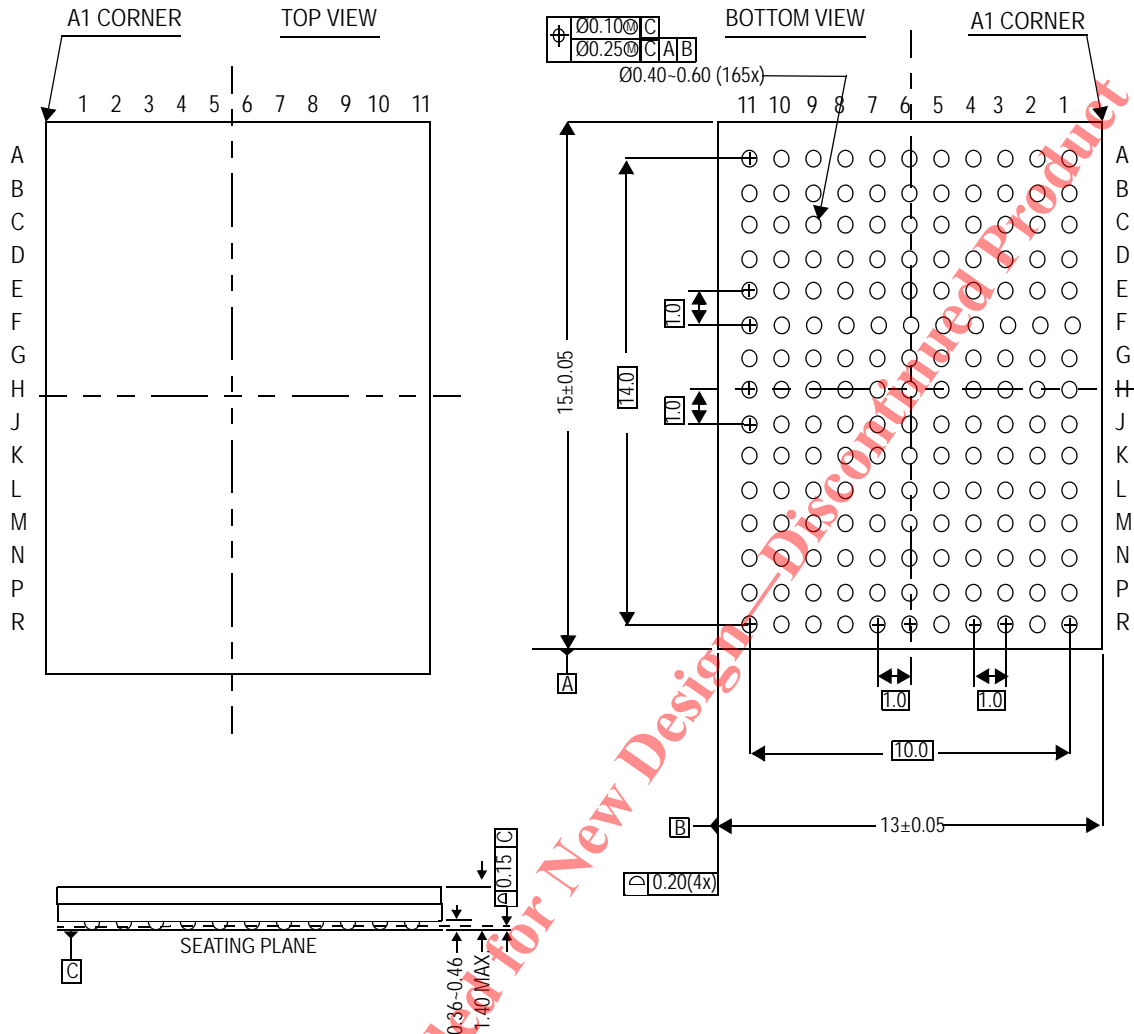 A1 CORNER
TOP VIEW
1 2 3 4 5 6 7 8 9 10 11
A
B
C
D
E
F
G
H
J
K
L
M
N
P
R
Ø0.10Ⓜ C
Ø0.25Ⓜ C A B
Ø0.40~0.60 (165x)
BOTTOM VIEW
A1 CORNER
11 10 9 8 7 6 5 4 3 2 1
A
B
C
D
E
F
G
H
J
K
L
M
N
P
R
15±0.05
14.0
1.0
1.0
A
1.0
1.0
10.0
B
13±0.05
0.20(4x)
0.15 C
SEATING PLANE
C
0.36~0.46
1.40 MAX.
for New Design—Discontinued Product